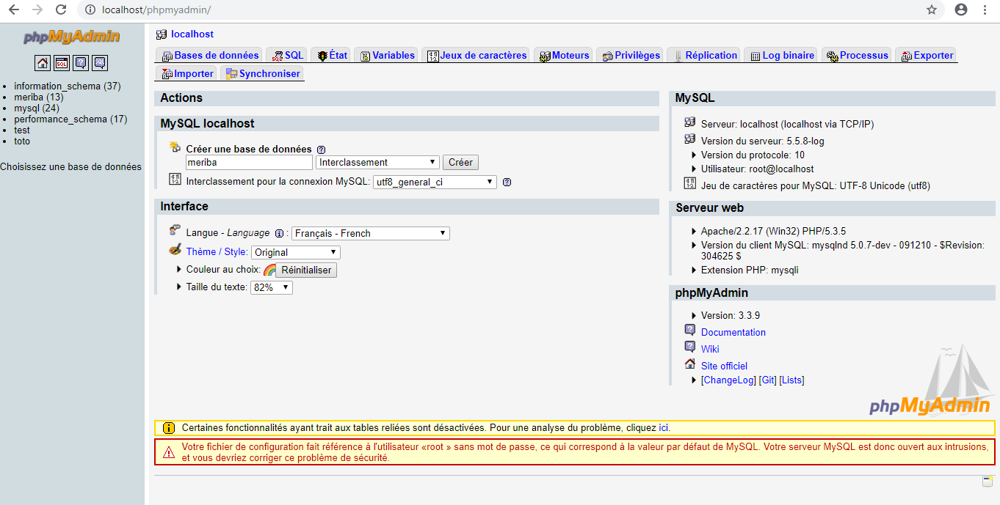 localhost/phpmyadmin/
phpMyAdmin
SQL
information_schema (37)
meriba (13)
mysql (24)
performance_schema (17)
test
toto
Choisissez une base de données
localhost
Bases de données SQL État Variables Jeux de caractères Moteurs Privilèges Réplication Log binaire Processus Exporter
Importer Synchroniser
Actions
MySQL localhost
Créer une base de données
meriba Interclassement Créer
Interclassement pour la connexion MySQL: utf8_general_ci
Interface
Langue - Language : Français - French
Thème / Style: Original
Couleur au choix: Réinitialiser
Taille du texte: 82%
MySQL
Serveur: localhost (localhost via TCP/IP)
Version du serveur: 5.5.8-log
Version du protocole: 10
Utilisateur: root@localhost
Jeu de caractères pour MySQL: UTF-8 Unicode (utf8)
Serveur web
Apache/2.2.17 (Win32) PHP/5.3.5
Version du client MySQL: mysqlnd 5.0.7-dev - 091210 - $Revision:
304625 $
Extension PHP: mysqli
phpMyAdmin
Version: 3.3.9
Documentation
Wiki
Site officiel
[ChangeLog] [Git] [Lists]
phpMyAdmin
Certaines fonctionnalités ayant trait aux tables reliées sont désactivées. Pour une analyse du problème, cliquez ici.
Votre fichier de configuration fait référence à l'utilisateur «root » sans mot de passe, ce qui correspond à la valeur par défaut de MySQL. Votre serveur MySQL est donc ouvert aux intrusions,
et vous devriez corriger ce problème de sécurité.